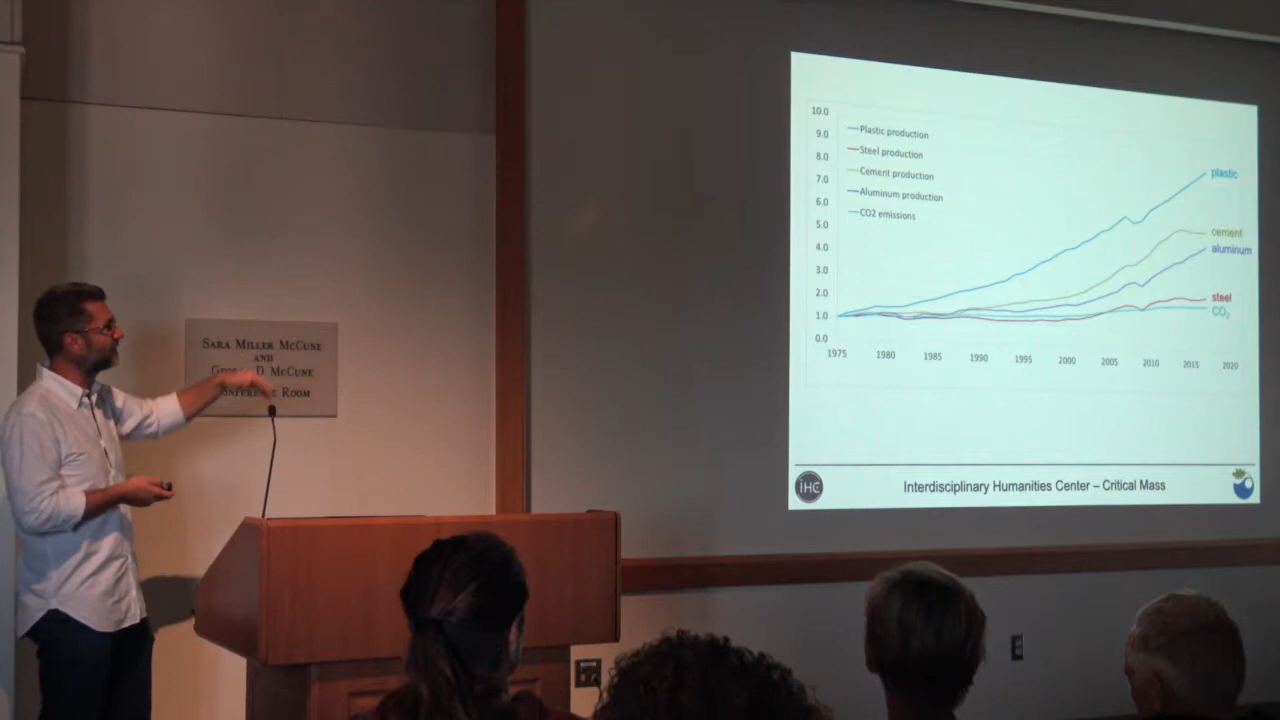 SARA MILLER MCCUNE
AND
D. MCCUNE
ROOM
10.0
9.0
8.0
7.0
6.0
5.0
4.0
3.0
2.0
1.0
0.0
Plastic production
Steel production
Cement production
Aluminum production
CO2 emissions
plastic
cement
aluminum
steel
CO₂
1975 1980 1985 1990 1995 2000 2005 2010 2015 2020
IHC
Interdisciplinary Humanities Center – Critical Mass